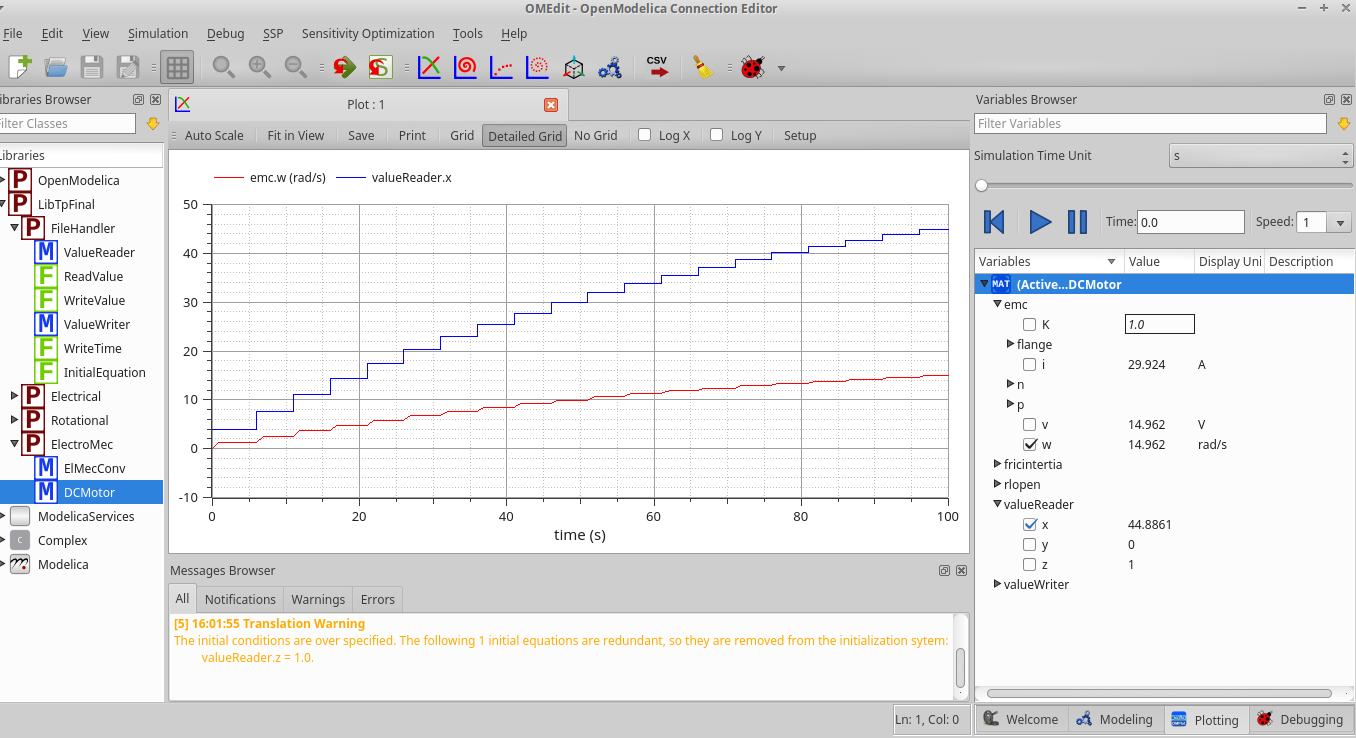 OMEdit - OpenModelica Connection Editor
File Edit View Simulation Debug SSP Sensitivity Optimization Tools Help
CSV
ibraries Browser
ilter Classes
ibraries
P OpenModelica
P LibTpFinal
P FileHandler
M ValueReader
F ReadValue
F WriteValue
M ValueWriter
F WriteTime
F InitialEquation
P Electrical
P Rotational
P ElectroMec
M ElMecConv
M DCMotor
ModelicaServices
C Complex
Modelica
Plot : 1
Auto Scale Fit in View Save Print Grid Detailed Grid No Grid Log X Log Y Setup
emc.w (rad/s) valueReader.x
50
40
30
20
10
0
-10
0 20 40 60 80 100
time (s)
Messages Browser
All Notifications Warnings Errors
[5] 16:01:55 Translation Warning
The initial conditions are over specified. The following 1 initial equations are redundant, so they are removed from the initialization sytem:
valueReader.z = 1.0.
Variables Browser
Filter Variables
Simulation Time Unit s
Time: 0.0 Speed: 1
Variables Value Display Uni Description
MAT (Active...DCMotor
emc
K 1.0
flange
i 29.924 A
n
p
v 14.962 V
w 14.962 rad/s
fricintertia
rlopen
valueReader
x 44.8861
y 0
z 1
valueWriter
Ln: 1, Col: 0 Welcome Modeling Plotting Debugging